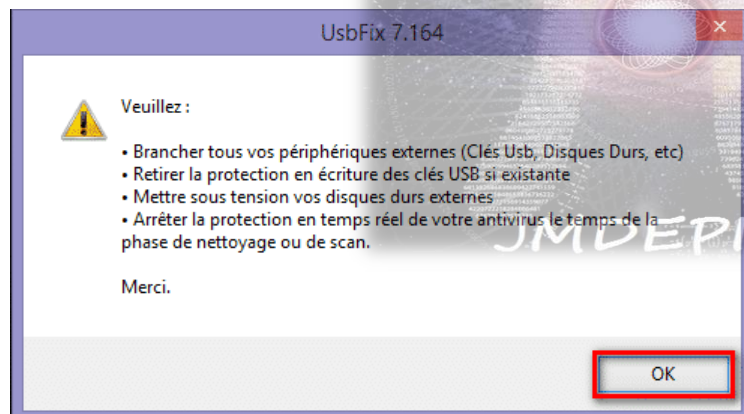 UsbFix 7.164
Veuillez :
• Brancher tous vos périphériques externes (Clés Usb, Disques Durs, etc)
• Retirer la protection en écriture des clés USB si existante
• Mettre sous tension vos disques durs externes
• Arrêter la protection en temps réel de votre antivirus le temps de la
phase de nettoyage ou de scan.
JMDEP
Merci.
OK